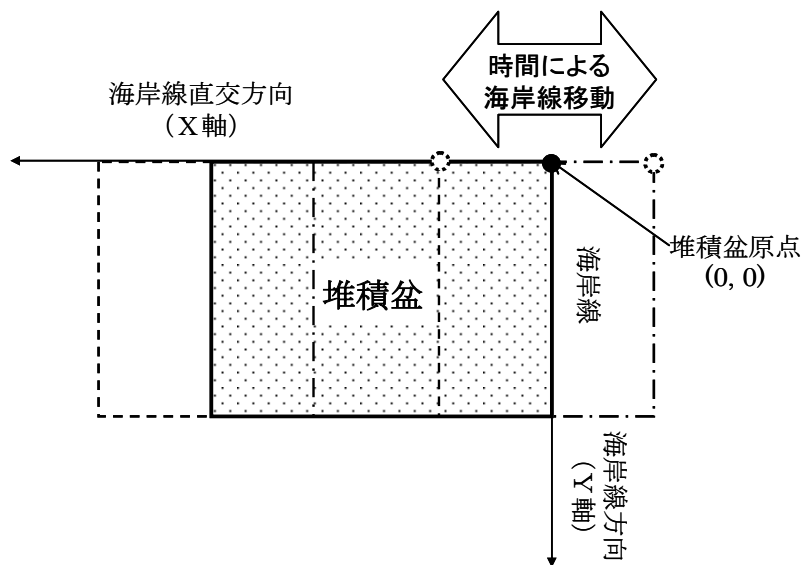 時間による
海岸線移動
海岸線直交方向
（X軸）
堆積盆原点
(0, 0)
海岸線
堆積盆
海岸線方向
（Y軸）